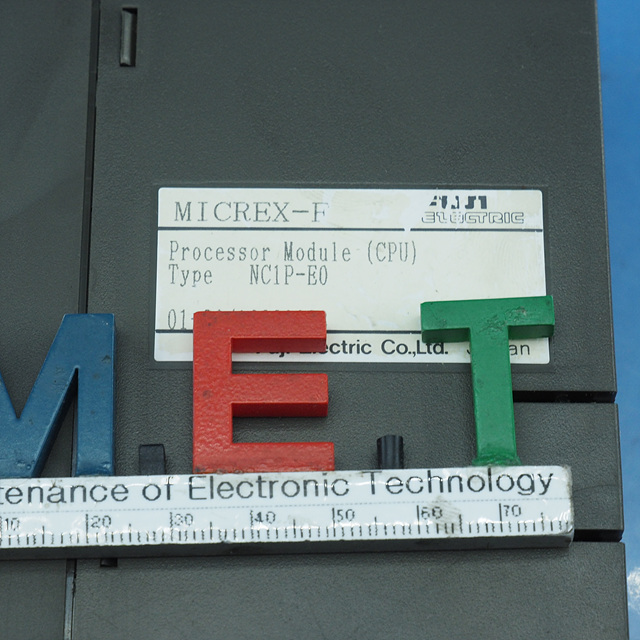 MICREX-F
ELECTRIC
Processor Module (CPU)
Type NC1P-E0
01-
Electric Co.,Ltd.
M.E.T
tenance of Electronic Technology
10 20 30 40 50 60 70